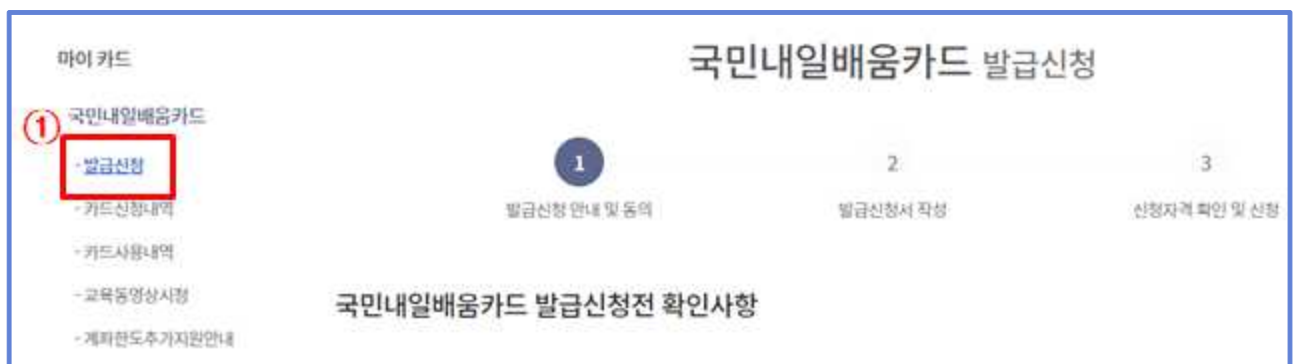 마이 카드
국민내일배움카드 발급신청
국민내일배움카드
①
- 발급신청
1
2
3
- 카드신청내역
발급신청 안내 및 동의
발급신청서 작성
신청자격 확인 및 신청
- 카드사용내역
- 교육동영상시청
국민내일배움카드 발급신청전 확인사항
- 계좌한도추가지원안내